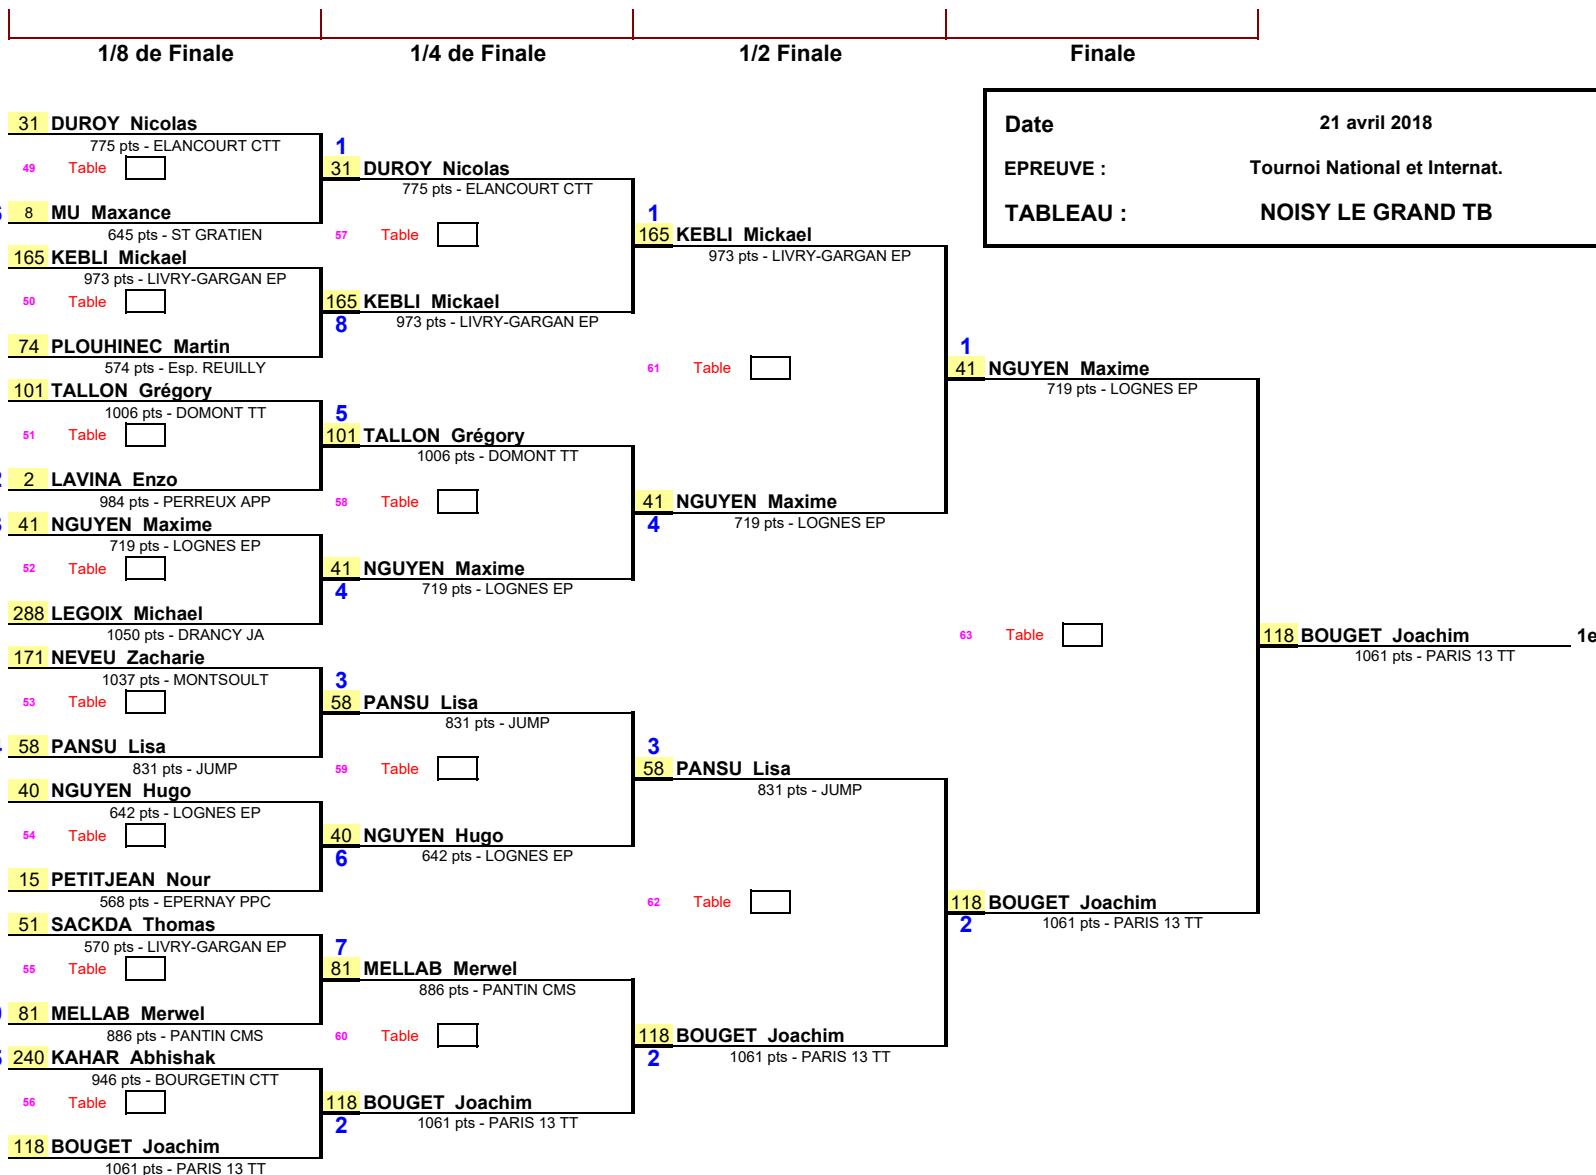 1/8 de Finale 1/4 de Finale 1/2 Finale Finale
Date 21 avril 2018
EPREUVE : Tournoi National et Internat.
TABLEAU : NOISY LE GRAND TB
31 DUROY Nicolas
775 pts - ELANCOURT CTT
49 Table
8 MU Maxance
645 pts - ST GRATIEN
165 KEBLI Mickael
973 pts - LIVRY-GARGAN EP
50 Table
74 PLOUHINEC Martin
574 pts - Esp. REUILLY
101 TALLON Grégory
1006 pts - DOMONT TT
51 Table
2 LAVINA Enzo
984 pts - PERREUX APP
41 NGUYEN Maxime
719 pts - LOGNES EP
52 Table
288 LEGOIX Michael
1050 pts - DRANCY JA
171 NEVEU Zacharie
1037 pts - MONTSOULT
53 Table
58 PANSU Lisa
831 pts - JUMP
40 NGUYEN Hugo
642 pts - LOGNES EP
54 Table
15 PETITJEAN Nour
568 pts - EPERNAY PPC
51 SACKDA Thomas
570 pts - LIVRY-GARGAN EP
55 Table
81 MELLAB Merwel
886 pts - PANTIN CMS
240 KAHAR Abhishak
946 pts - BOURGETIN CTT
56 Table
118 BOUGET Joachim
1061 pts - PARIS 13 TT
1
31 DUROY Nicolas
775 pts - ELANCOURT CTT
57 Table
165 KEBLI Mickael
8 973 pts - LIVRY-GARGAN EP
5
101 TALLON Grégory
1006 pts - DOMONT TT
58 Table
41 NGUYEN Maxime
4 719 pts - LOGNES EP
3
58 PANSU Lisa
831 pts - JUMP
59 Table
40 NGUYEN Hugo
6 642 pts - LOGNES EP
7
81 MELLAB Merwel
886 pts - PANTIN CMS
60 Table
118 BOUGET Joachim
2 1061 pts - PARIS 13 TT
1
165 KEBLI Mickael
973 pts - LIVRY-GARGAN EP
61 Table
41 NGUYEN Maxime
4 719 pts - LOGNES EP
3
58 PANSU Lisa
831 pts - JUMP
62 Table
118 BOUGET Joachim
2 1061 pts - PARIS 13 TT
1
41 NGUYEN Maxime
719 pts - LOGNES EP
63 Table
118 BOUGET Joachim
2 1061 pts - PARIS 13 TT
118 BOUGET Joachim 1e
1061 pts - PARIS 13 TT